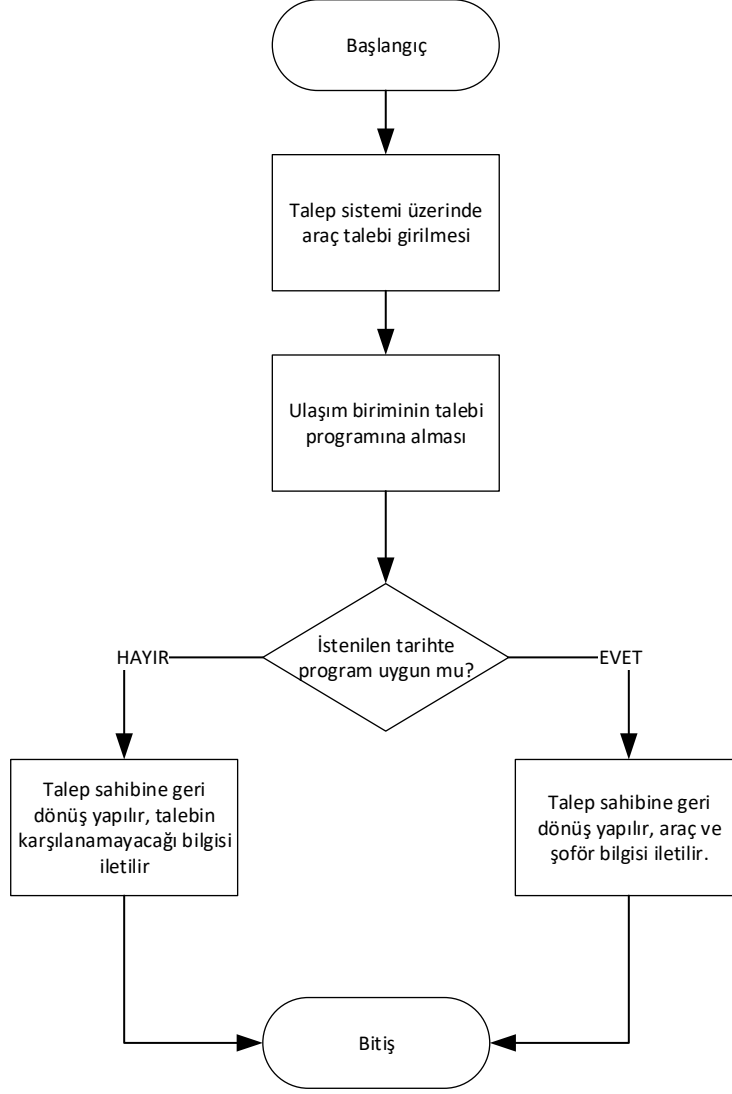 Başlangıç
Talep sistemi üzerinde
araç talebi girilmesi
Ulaşım biriminin talebi
programına alması
İstenilen tarihte
program uygun mu?
HAYIR
EVET
Talep sahibine geri
dönüş yapılır, talebin
karşılanamayacağı bilgisi
iletilir
Talep sahibine geri
dönüş yapılır, araç ve
şoför bilgisi iletilir.
Bitiş